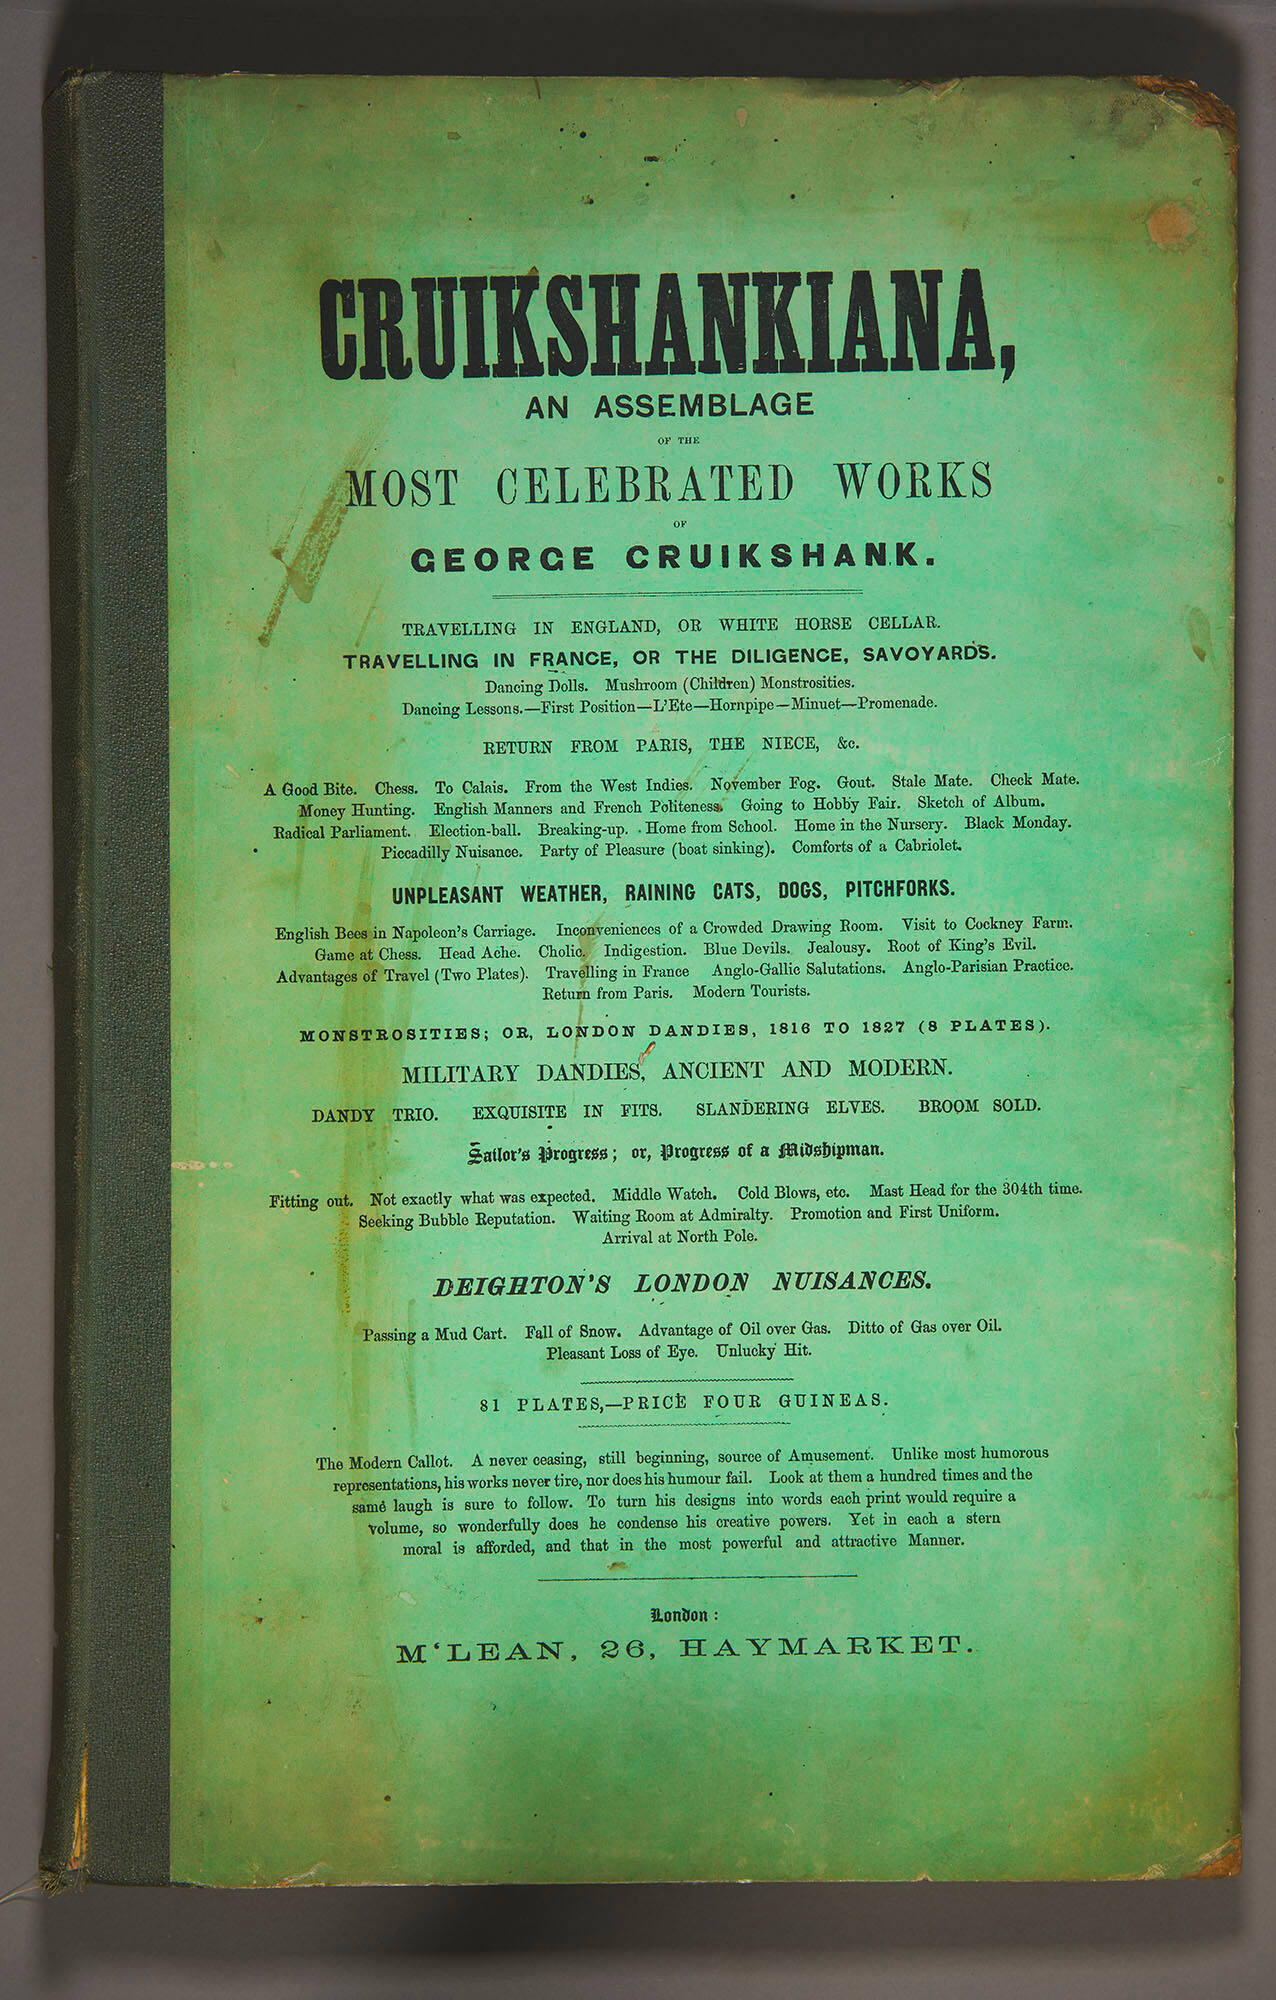 CRUIKSHANKIANA,
AN ASSEMBLAGE
OF THE
MOST CELEBRATED WORKS
OF
GEORGE CRUIKSHANK.
TRAVELLING IN ENGLAND, OR WHITE HORSE CELLAR.
TRAVELLING IN FRANCE, OR THE DILIGENCE, SAVOYARDS.
Dancing Dolls. Mushroom (Children) Monstrosities.
Dancing Lessons.—First Position—L'Ete—Hornpipe—Minuet—Promenade.
RETURN FROM PARIS, THE NIECE, &c.
A Good Bite. Chess. To Calais. From the West Indies. November Fog. Gout. Stale Mate. Check Mate.
Money Hunting. English Manners and French Politeness. Going to Hobby Fair. Sketch of Album.
Radical Parliament. Election-ball. Breaking-up. Home from School. Home in the Nursery. Black Monday.
Piccadilly Nuisance. Party of Pleasure (boat sinking). Comforts of a Cabriolet.
UNPLEASANT WEATHER, RAINING CATS, DOGS, PITCHFORKS.
English Bees in Napoleon's Carriage. Inconveniences of a Crowded Drawing Room. Visit to Cockney Farm.
Game at Chess. Head Ache. Cholic. Indigestion. Blue Devils. Jealousy. Root of King's Evil.
Advantages of Travel (Two Plates). Travelling in France Anglo-Gallic Salutations. Anglo-Parisian Practice.
Return from Paris. Modern Tourists.
MONSTROSITIES; OR, LONDON DANDIES, 1816 TO 1827 (8 PLATES).
MILITARY DANDIES, ANCIENT AND MODERN.
DANDY TRIO. EXQUISITE IN FITS. SLANDERING ELVES. BROOM SOLD.
Sailor's Progress; or, Progress of a Midshipman.
Fitting out. Not exactly what was expected. Middle Watch. Cold Blows, etc. Mast Head for the 304th time.
Seeking Bubble Reputation. Waiting Room at Admiralty. Promotion and First Uniform.
Arrival at North Pole.
DEIGHTON'S LONDON NUISANCES.
Passing a Mud Cart. Fall of Snow. Advantage of Oil over Gas. Ditto of Gas over Oil.
Pleasant Loss of Eye. Unlucky Hit.
81 PLATES,—PRICE FOUR GUINEAS.
The Modern Callot. A never ceasing, still beginning, source of Amusement. Unlike most humorous
representations, his works never tire, nor does his humour fail. Look at them a hundred times and the
same laugh is sure to follow. To turn his designs into words each print would require a
volume, so wonderfully does he condense his creative powers. Yet in each a stern
moral is afforded, and that in the most powerful and attractive Manner.
London:
M'LEAN, 26, HAYMARKET.